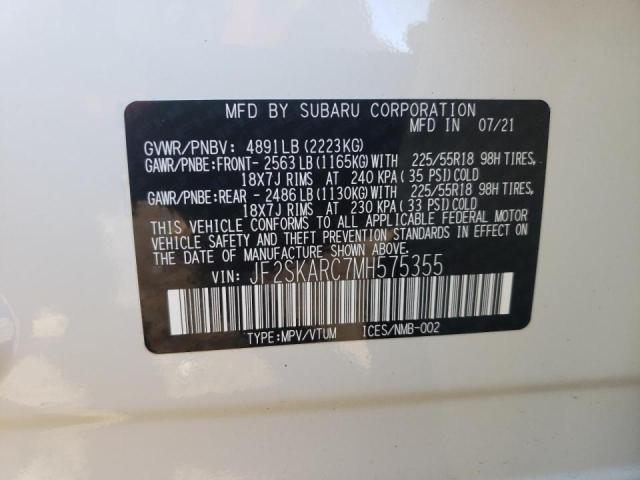 MFD BY SUBARU CORPORATION
MFD IN 07/21
GVWR/PNBV: 4891LB (2223KG)
GAWR/PNBE:FRONT- 2563LB (1165KG)WITH 225/55R18 98H TIRES,
18X7J RIMS AT 240 KPA ( 35 PSI) COLD
GAWR/PNBE:REAR - 2486LB (1130KG)WITH 225/55R18 98H TIRES,
18X7J RIMS AT 230 KPA ( 33 PSI) COLD
THIS VEHICLE CONFORMS TO ALL APPLICABLE FEDERAL MOTOR
VEHICLE SAFETY AND THEFT PREVENTION STANDARDS IN EFFECT ON
THE DATE OF MANUFACTURE SHOWN ABOVE.
VIN: JF2SKARC7MH575355
TYPE:MPV/VTUM ICES/NMB-002